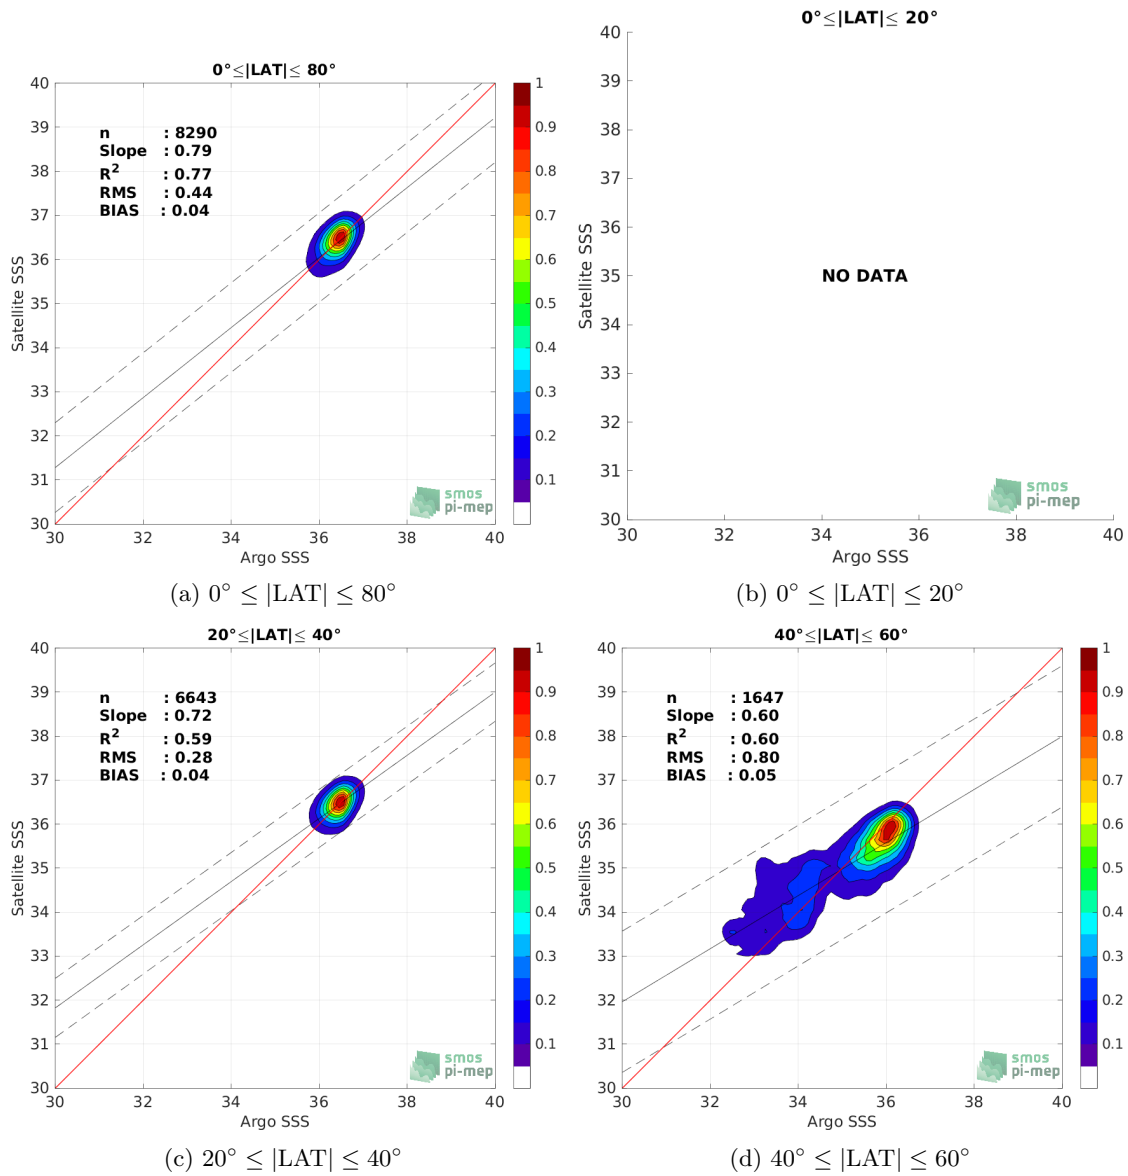 0°≤|LAT|≤ 80°
n : 8290
Slope : 0.79
R² : 0.77
RMS : 0.44
BIAS : 0.04
40
39
38
37
36
35
34
33
32
31
30
30 32 34 36 38 40
Satellite SSS
Argo SSS
1
0.9
0.8
0.7
0.6
0.5
0.4
0.3
0.2
0.1
smos
pi-mep
(a) 0° ≤ |LAT| ≤ 80°
0°≤|LAT|≤ 20°
40
39
38
37
36
35
34
33
32
31
30
30 32 34 36 38 40
Satellite SSS
NO DATA
Argo SSS
smos
pi-mep
(b) 0° ≤ |LAT| ≤ 20°
20°≤|LAT|≤ 40°
n : 6643
Slope : 0.72
R² : 0.59
RMS : 0.28
BIAS : 0.04
40
39
38
37
36
35
34
33
32
31
30
30 32 34 36 38 40
Satellite SSS
Argo SSS
1
0.9
0.8
0.7
0.6
0.5
0.4
0.3
0.2
0.1
smos
pi-mep
(c) 20° ≤ |LAT| ≤ 40°
40°≤|LAT|≤ 60°
n : 1647
Slope : 0.60
R² : 0.60
RMS : 0.80
BIAS : 0.05
40
39
38
37
36
35
34
33
32
31
30
30 32 34 36 38 40
Satellite SSS
Argo SSS
1
0.9
0.8
0.7
0.6
0.5
0.4
0.3
0.2
0.1
smos
pi-mep
(d) 40° ≤ |LAT| ≤ 60°